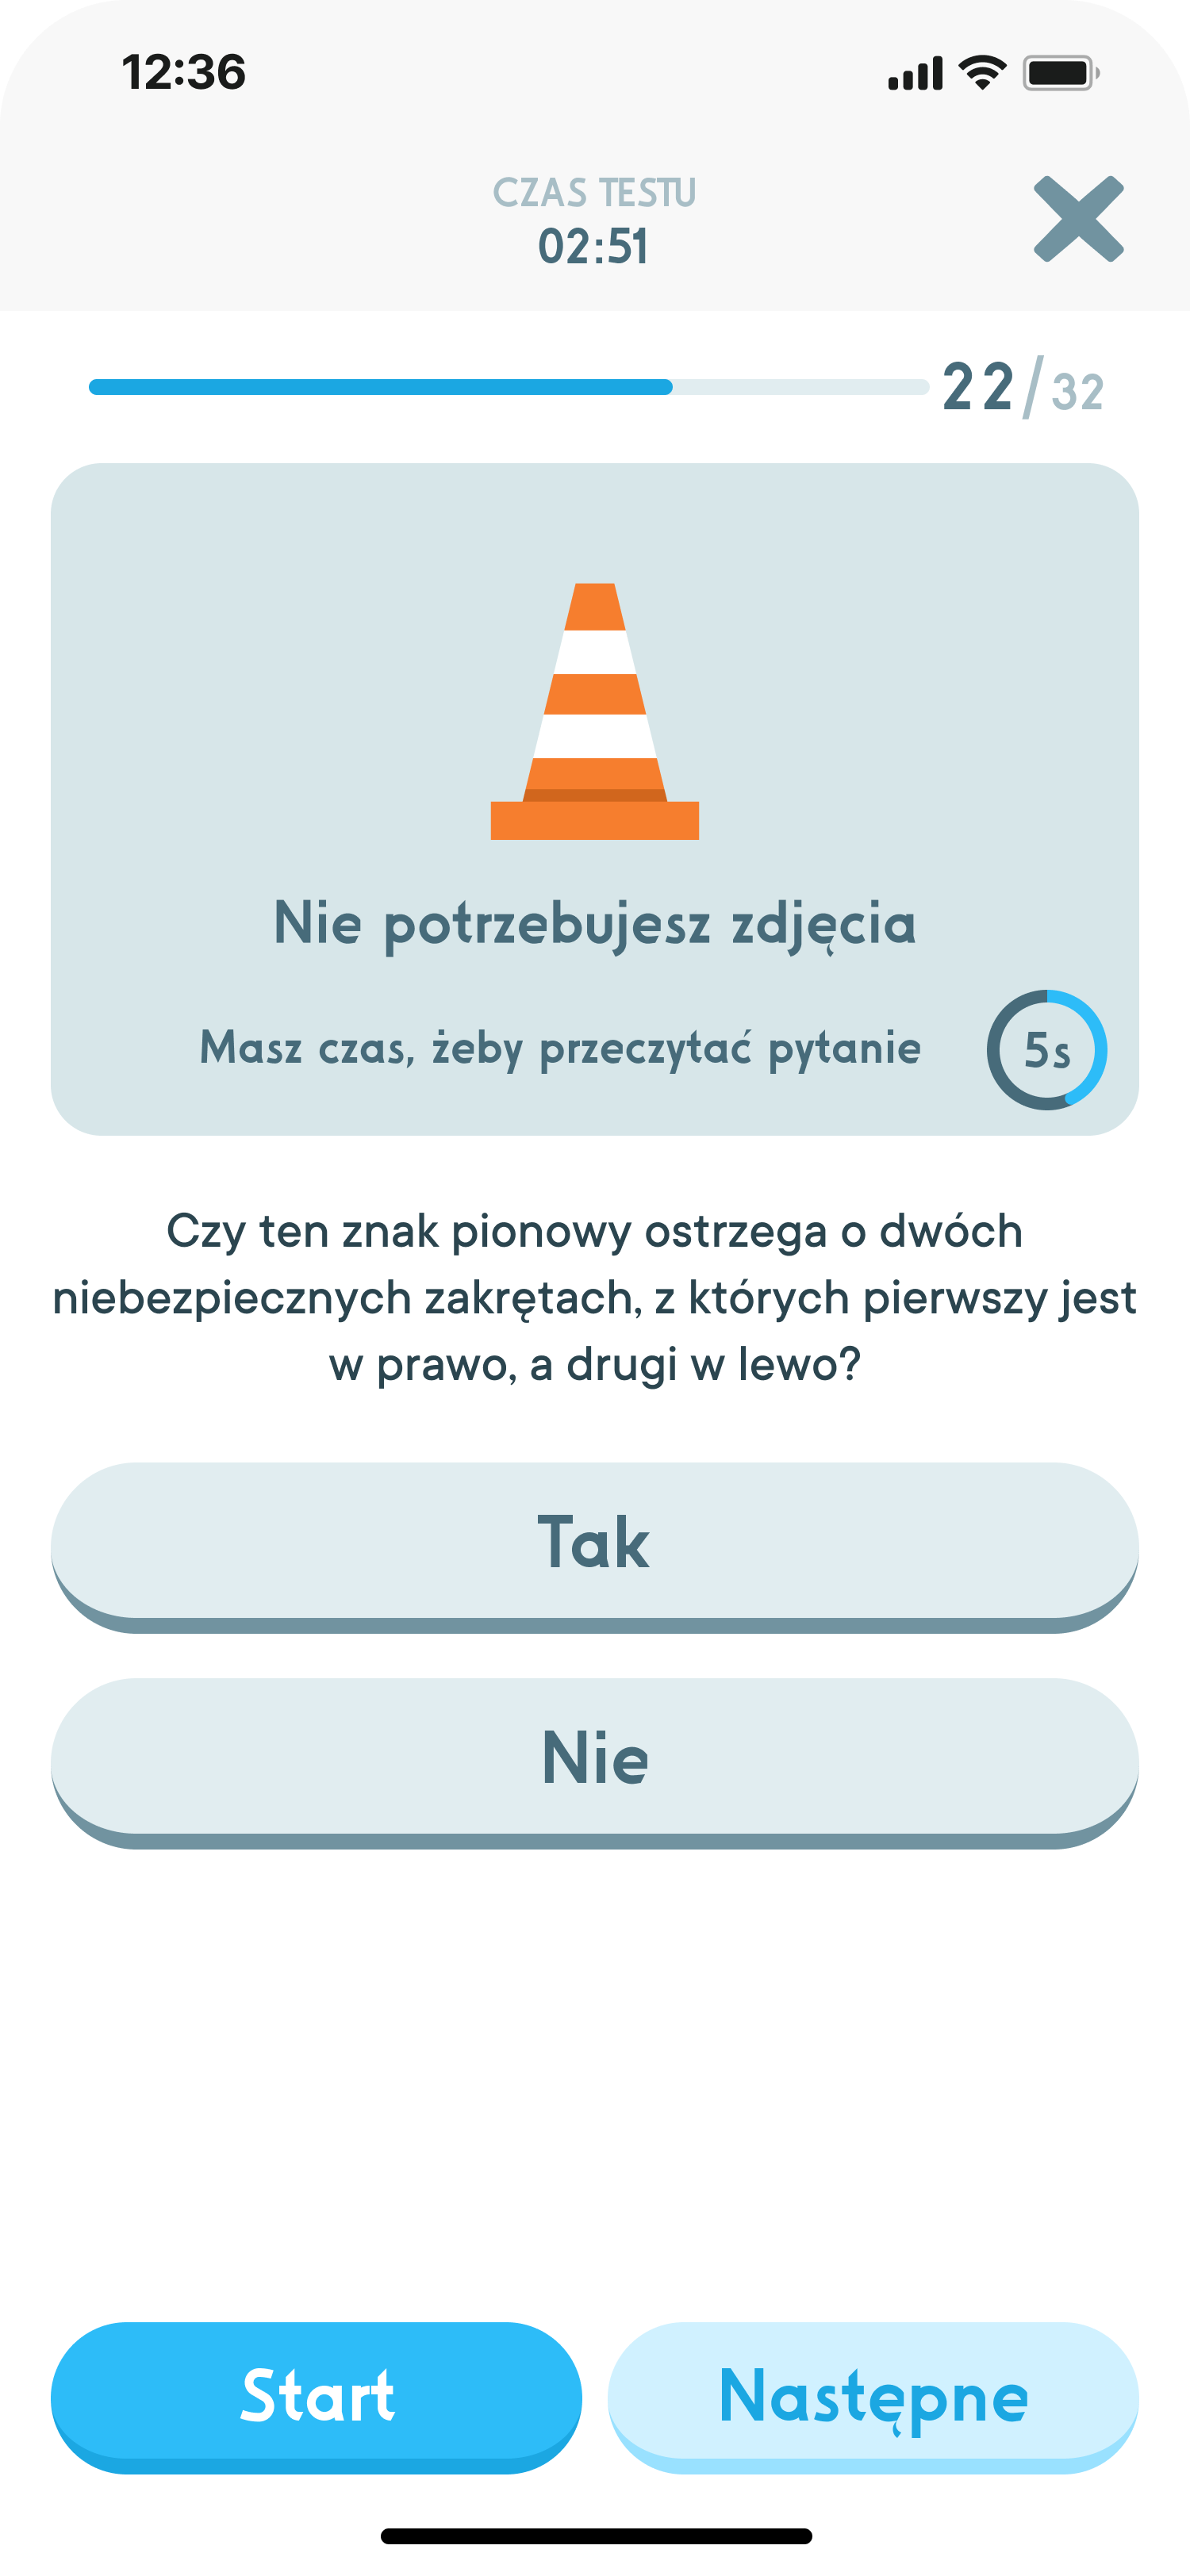 12:36
CZAS TESTU
02:51
22/32
Nie potrzebujesz zdjęcia
Masz czas, żeby przeczytać pytanie
5s
Czy ten znak pionowy ostrzega o dwóch
niebezpiecznych zakrętach, z których pierwszy jest
w prawo, a drugi w lewo?
Tak
Nie
Start
Następne